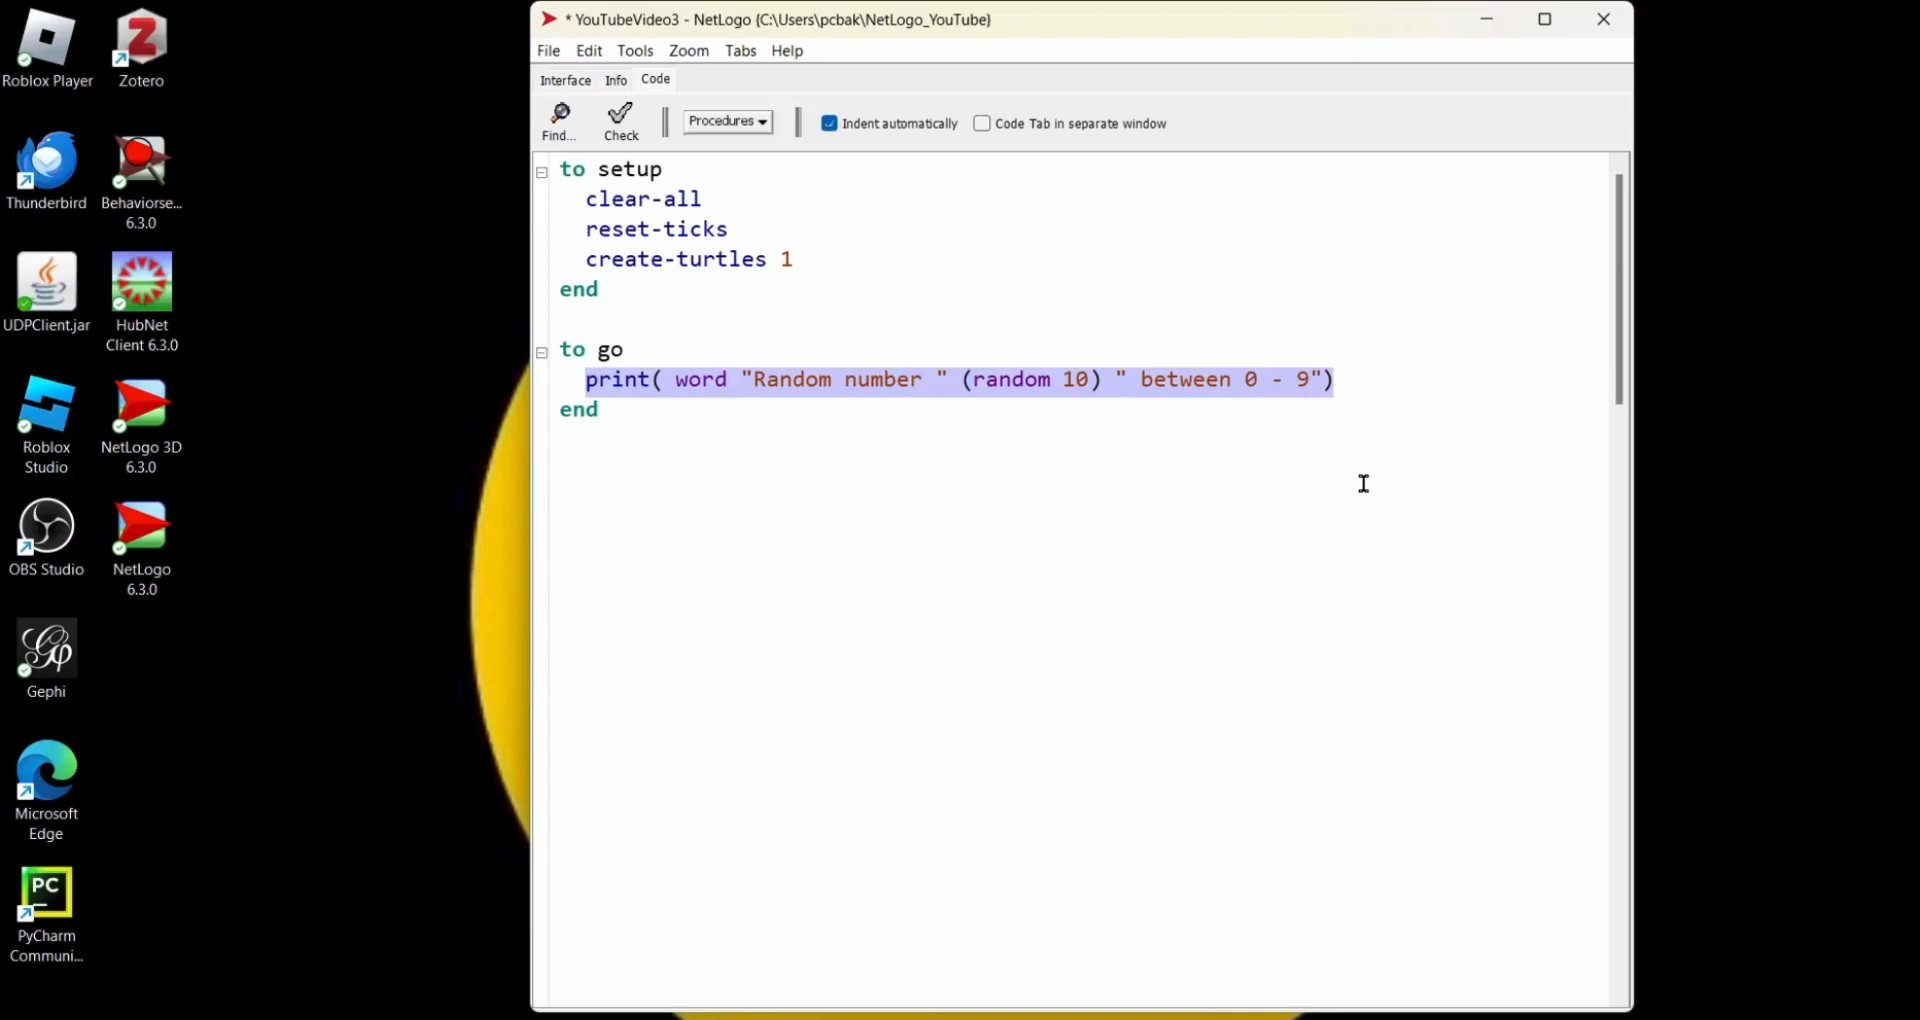 Roblox Player
Zotero
Thunderbird
Behaviorse...
6.3.0
UDPClient.jar
HubNet
Client 6.3.0
Roblox
Studio
NetLogo 3D
6.3.0
OBS Studio
NetLogo
6.3.0
Gephi
Microsoft
Edge
PC
PyCharm
Communi...
* YouTubeVideo3 - NetLogo {C:\Users\pcbak\NetLogo_YouTube}
File Edit Tools Zoom Tabs Help
Interface Info Code
Find... Check Procedures Indent automatically Code Tab in separate window
to setup
clear-all
reset-ticks
create-turtles 1
end
to go
print( word "Random number " (random 10) " between 0 - 9")
end